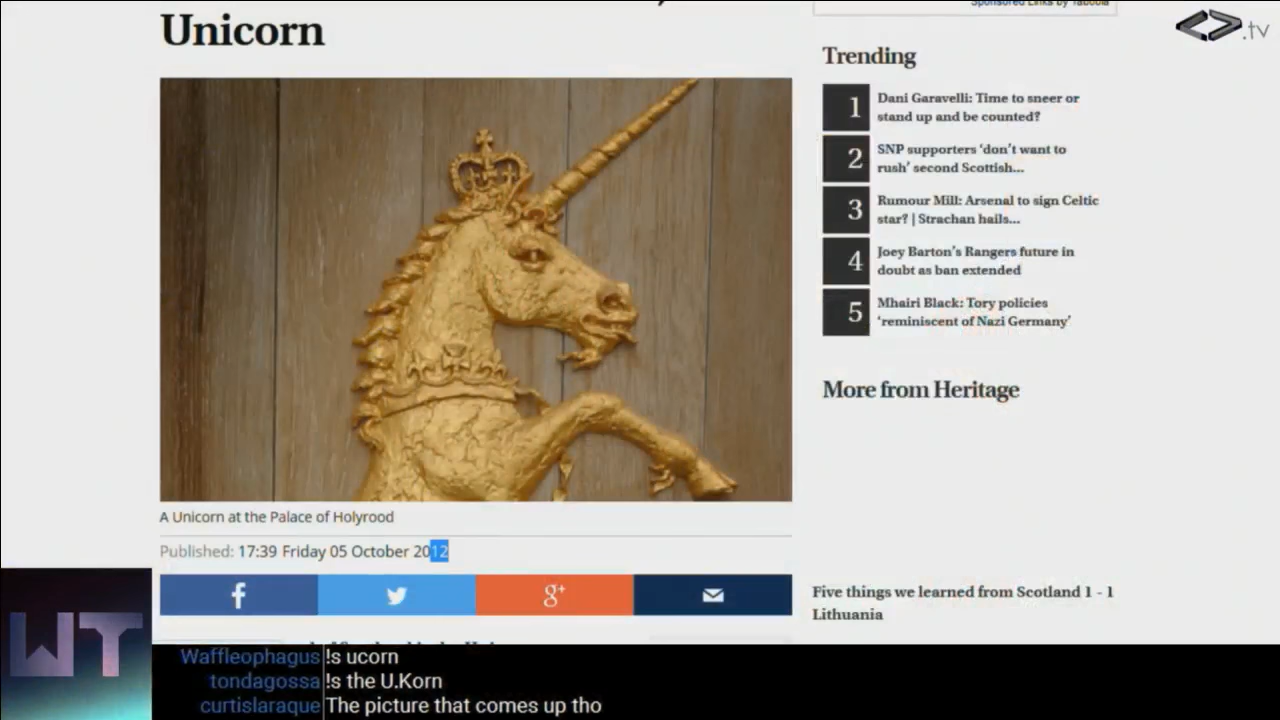 Sponsored Links by Taboola
Unicorn
.tv
Trending
1
Dani Garavelli: Time to sneer or
stand up and be counted?
2
SNP supporters ‘don’t want to
rush’ second Scottish...
3
Rumour Mill: Arsenal to sign Celtic
star? | Strachan hails...
4
Joey Barton’s Rangers future in
doubt as ban extended
5
Mhairi Black: Tory policies
‘reminiscent of Nazi Germany’
More from Heritage
A Unicorn at the Palace of Holyrood
Published: 17:39 Friday 05 October 2012
f
g+
Five things we learned from Scotland 1 - 1
Lithuania
WT
Waffleophagus !s ucorn
tondagossa !s the U.Korn
curtislaraque The picture that comes up tho